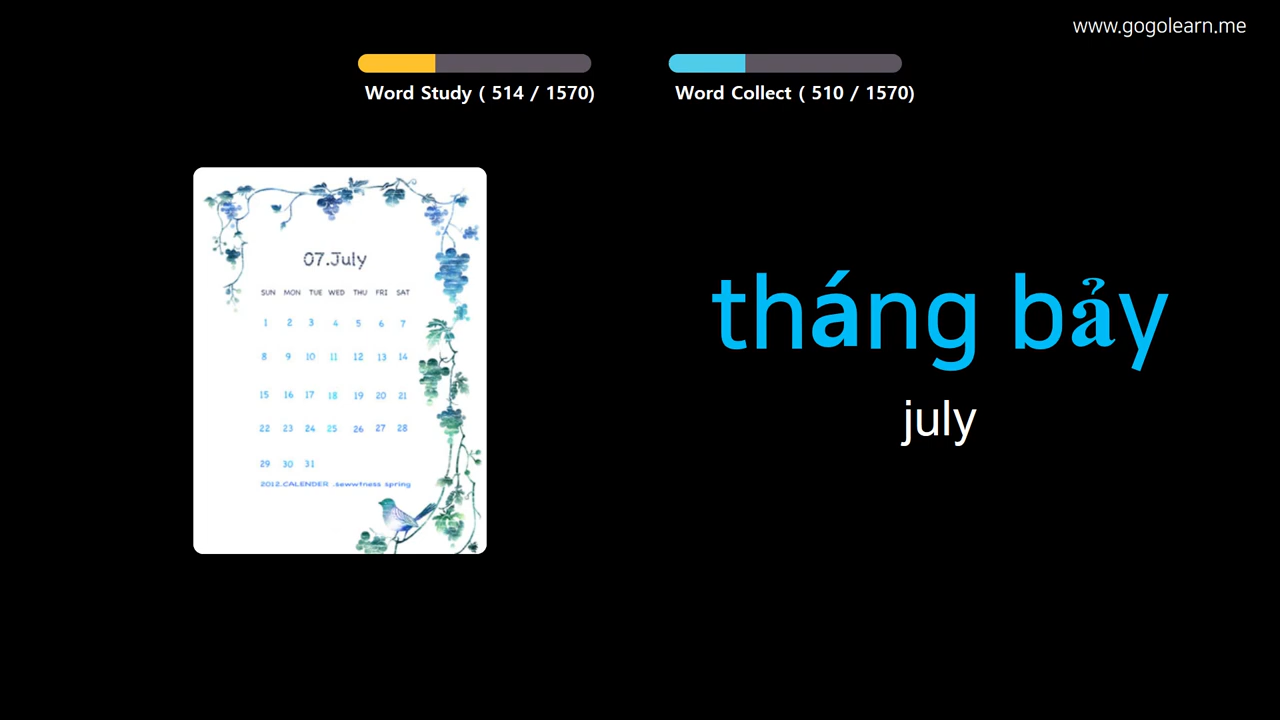 www.gogolearn.me
Word Study ( 514 / 1570)
Word Collect ( 510 / 1570)
07.July
SUN MON TUE WED THU FRI SAT
1 2 3 4 5 6 7
8 9 10 11 12 13 14
15 16 17 18 19 20 21
22 23 24 25 26 27 28
29 30 31
2012.CALENDER .sewwtness spring
tháng bảy
july